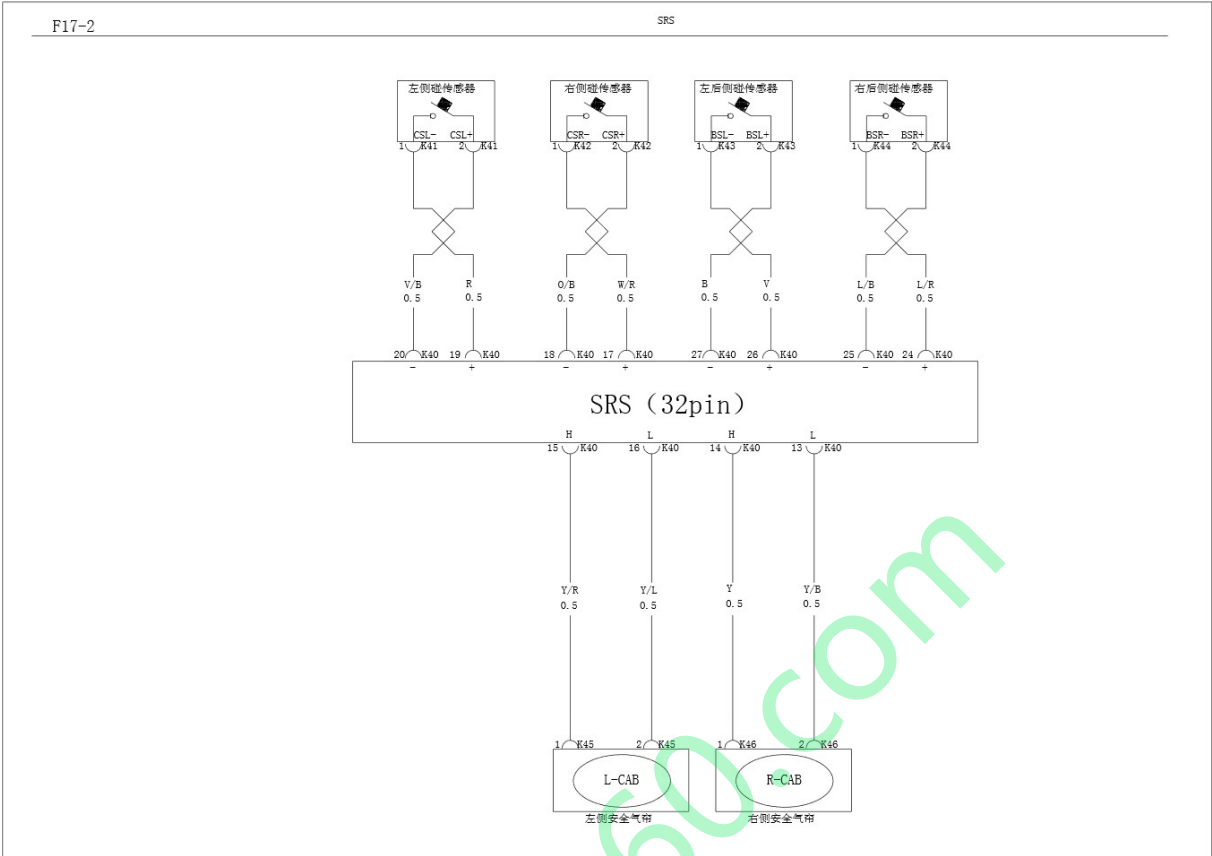 F17-2
SRS
左侧碰传感器 右侧碰传感器 左后侧碰传感器 右后侧碰传感器
CSL- CSL+ CSR- CSR+ BSL- BSL+ BSR- BSR+
1 K41 2 K41 1 K42 2 K42 1 K43 2 K43 1 K44 2 K44
V/B R O/B W/R B V L/B L/R
0.5 0.5 0.5 0.5 0.5 0.5 0.5 0.5
20 K40 19 K40 18 K40 17 K40 27 K40 26 K40 25 K40 24 K40
- + - + - + - +
SRS（32pin）
H L H L
15 K40 16 K40 14 K40 13 K40
Y/R Y/L Y Y/B
0.5 0.5 0.5 0.5
1 K45 2 K45 1 K46 2 K46
L-CAB R-CAB
左侧安全气帘 右侧安全气帘
60.com